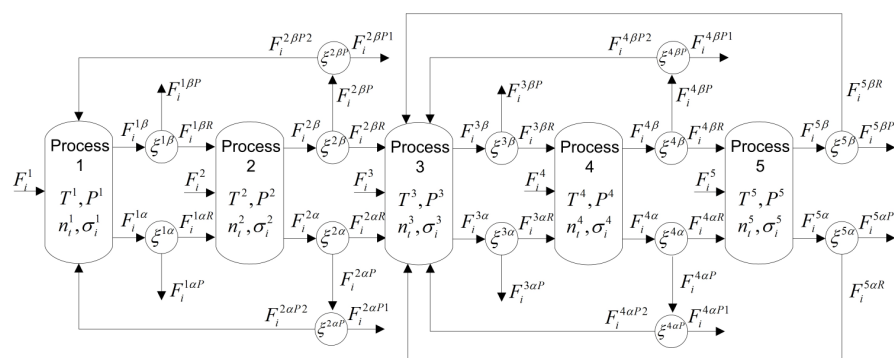 F_i^{2βP2} ξ^{2βP} F_i^{2βP1} F_i^{4βP2} ξ^{4βP} F_i^{4βP1}
F_i^{1βP} F_i^{2βP} F_i^{3βP} F_i^{4βP} F_i^{5βR}
F_i^{1β} ξ^{1β} F_i^{1βR} F_i^{2β} ξ^{2β} F_i^{2βR} F_i^{3β} ξ^{3β} F_i^{3βR} F_i^{4β} ξ^{4β} F_i^{4βR} F_i^{5β} ξ^{5β} F_i^{5βP}
Process Process Process Process Process
1 2 3 4 5
F_i^1 F_i^2 F_i^3 F_i^4 F_i^5
T^1, P^1 T^2, P^2 T^3, P^3 T^4, P^4 T^5, P^5
n_t^1, σ_i^1 n_t^2, σ_i^2 n_t^3, σ_i^3 n_t^4, σ_i^4 n_t^5, σ_i^5
F_i^{1α} ξ^{1α} F_i^{1αR} F_i^{2α} ξ^{2α} F_i^{2αR} F_i^{3α} ξ^{3α} F_i^{3αR} F_i^{4α} ξ^{4α} F_i^{4αR} F_i^{5α} ξ^{5α} F_i^{5αP}
F_i^{1αP} F_i^{2αP} F_i^{3αP} F_i^{4αP} F_i^{5αR}
F_i^{2αP2} ξ^{2αP} F_i^{2αP1} F_i^{4αP2} ξ^{4αP} F_i^{4αP1}